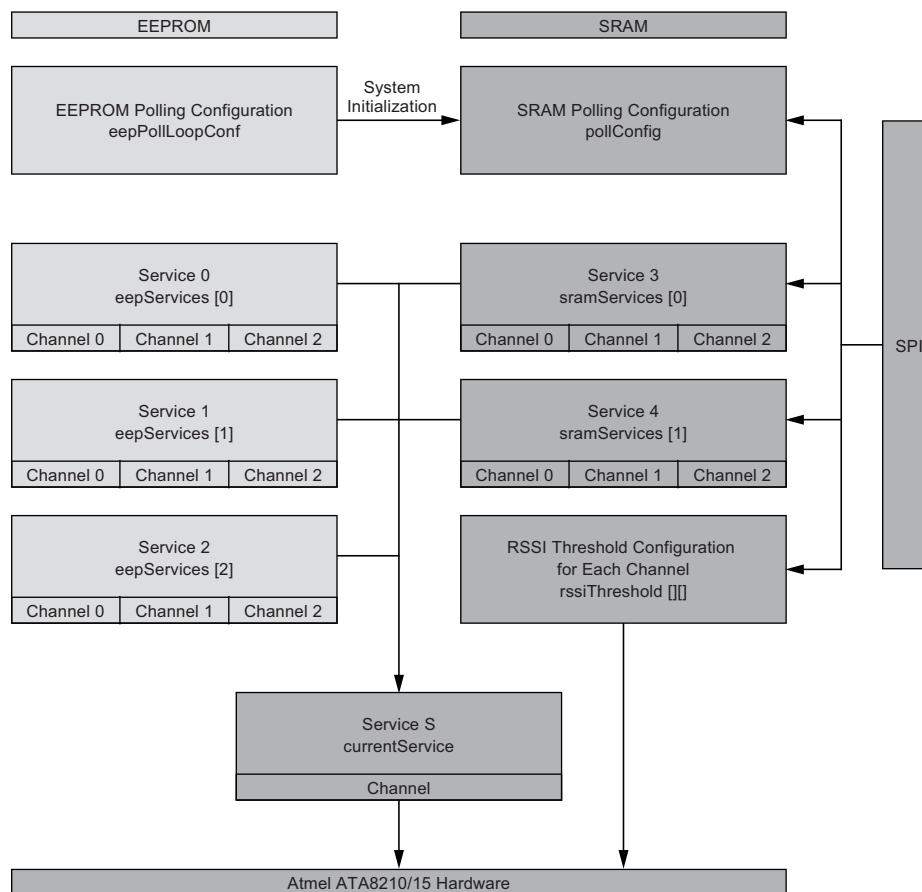 EEPROM
SRAM
EEPROM Polling Configuration
eepPollLoopConf
System
Initialization
SRAM Polling Configuration
pollConfig
Service 0
eepServices [0]
Channel 0
Channel 1
Channel 2
Service 3
sramServices [0]
Channel 0
Channel 1
Channel 2
SPI
Service 1
eepServices [1]
Channel 0
Channel 1
Channel 2
Service 4
sramServices [1]
Channel 0
Channel 1
Channel 2
Service 2
eepServices [2]
Channel 0
Channel 1
Channel 2
RSSI Threshold Configuration
for Each Channel
rssiThreshold [][]
Service S
currentService
Channel
Atmel ATA8210/15 Hardware